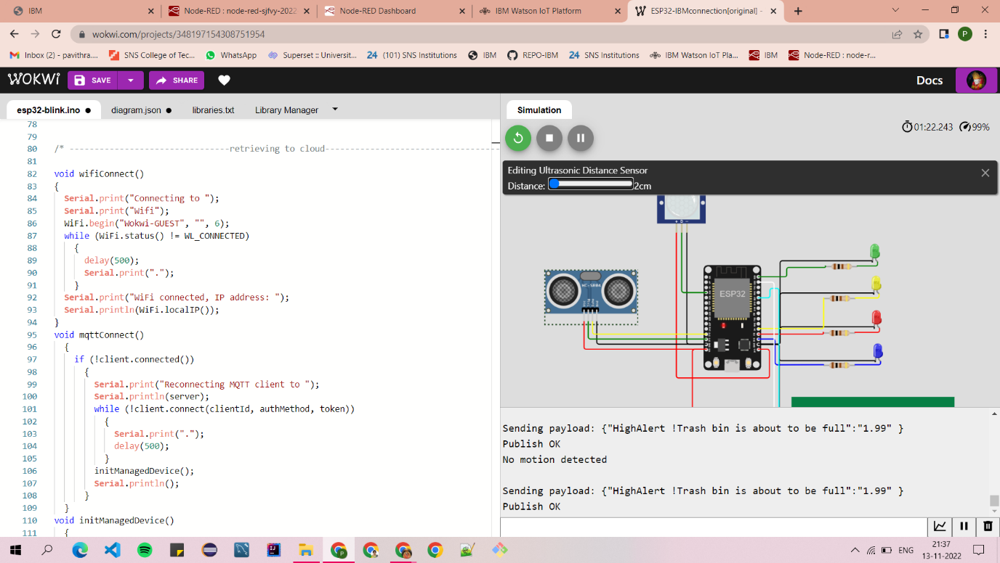 IBM
Node-RED : node-red-sjfvy-2022
Node-RED Dashboard
IBM Watson IoT Platform
ESP32-IBMconnection[original] -
wokwi.com/projects/348197154308751954
P
Inbox (2) - pavithra....
SNS College of Tec...
WhatsApp
Superset :: Universit...
24 (101) SNS Institutions
IBM
REPO-IBM
24 SNS Institutions
IBM Watson IoT Pla...
IBM
Node-RED : node-r...
WOKWI
SAVE
SHARE
Docs
esp32-blink.ino ●
diagram.json ●
libraries.txt
Library Manager
78
79
80 /* -------------------------------retrieving to cloud-------------------------------
81
82 void wifiConnect()
83 {
84 Serial.print("Connecting to ");
85 Serial.print("Wifi");
86 WiFi.begin("Wokwi-GUEST", "", 6);
87 while (WiFi.status() != WL_CONNECTED)
88 {
89 delay(500);
90 Serial.print(".");
91 }
92 Serial.print("WiFi connected, IP address: ");
93 Serial.println(WiFi.localIP());
94 }
95 void mqttConnect()
96 {
97 if (!client.connected())
98 {
99 Serial.print("Reconnecting MQTT client to ");
100 Serial.println(server);
101 while (!client.connect(clientId, authMethod, token))
102 {
103 Serial.print(".");
104 delay(500);
105 }
106 initManagedDevice();
107 Serial.println();
108 }
109 }
110 void initManagedDevice()
111 {
Simulation
01:22.243
99%
Editing Ultrasonic Distance Sensor
Distance: 2cm
HC-SR04
ESP32
Sending payload: {"HighAlert !Trash bin is about to be full":"1.99" }
Publish OK
No motion detected
Sending payload: {"HighAlert !Trash bin is about to be full":"1.99" }
Publish OK
ENG
21:37
13-11-2022